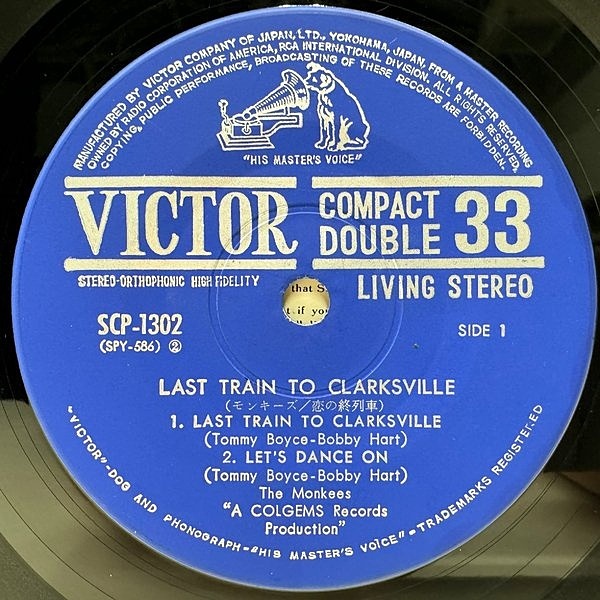 MANUFACTURED BY VICTOR COMPANY OF JAPAN, LTD., YOKOHAMA, JAPAN, FROM A MASTER RECORDING
OWNED BY RADIO CORPORATION OF AMERICA, RCA INTERNATIONAL DIVISION. ALL RIGHTS RESERVED.
COPYING, PUBLIC PERFORMANCE, BROADCASTING OF THESE RECORDS ARE FORBIDDEN.
"HIS MASTER'S VOICE"
VICTOR
COMPACT
DOUBLE 33
STEREO-ORTHOPHONIC HIGH FIDELITY
LIVING STEREO
that S
t if yo
SCP-1302
(SPY-586) ②
SIDE 1
LAST TRAIN TO CLARKSVILLE
(モンキーズ/恋の終列車)
1. LAST TRAIN TO CLARKSVILLE
(Tommy Boyce-Bobby Hart)
2. LET'S DANCE ON
(Tommy Boyce-Bobby Hart)
The Monkees
"A COLGEMS Records
Production"
"VICTOR"-DOG AND PHONOGRAPH-"HIS MASTER'S VOICE"-TRADEMARKS REGISTERED